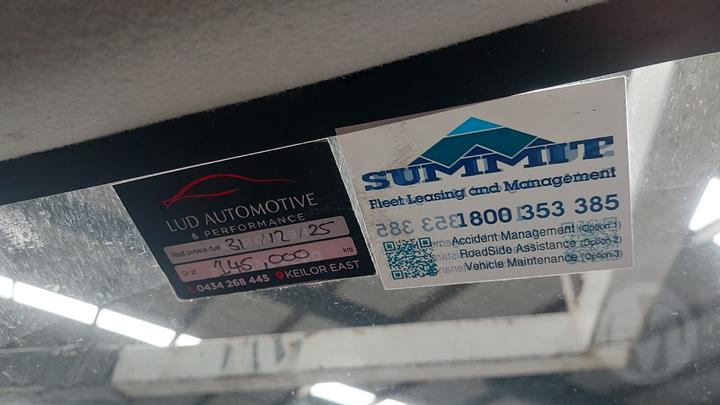 LUD AUTOMOTIVE
& PERFORMANCE
Next service due: 31/12/25
Or at: 145,000 km
0434 268 445 KEILOR EAST
SUMMIT
Fleet Leasing and Management
1800 353 385
Accident Management (Option 1)
RoadSide Assistance (Option 2)
Vehicle Maintenance (Option 3)